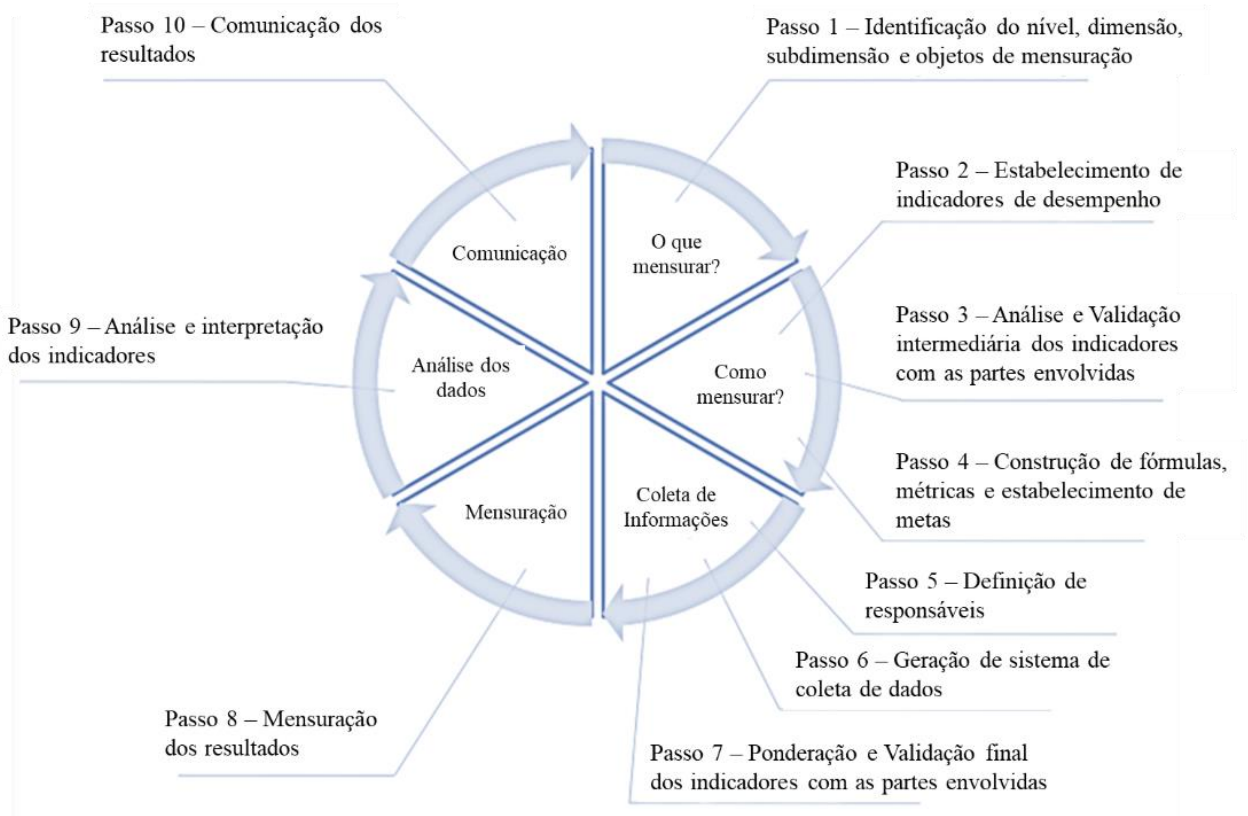 Passo 10 – Comunicação dos
resultados
Passo 1 – Identificação do nível, dimensão,
subdimensão e objetos de mensuração
Passo 2 – Estabelecimento de
indicadores de desempenho
Comunicação
O que
mensurar?
Passo 9 – Análise e interpretação
dos indicadores
Passo 3 – Análise e Validação
intermediária dos indicadores
com as partes envolvidas
Análise dos
dados
Como
mensurar?
Passo 4 – Construção de fórmulas,
métricas e estabelecimento de
metas
Mensuração
Coleta de
Informações
Passo 5 – Definição de
responsáveis
Passo 6 – Geração de sistema de
coleta de dados
Passo 8 – Mensuração
dos resultados
Passo 7 – Ponderação e Validação final
dos indicadores com as partes envolvidas